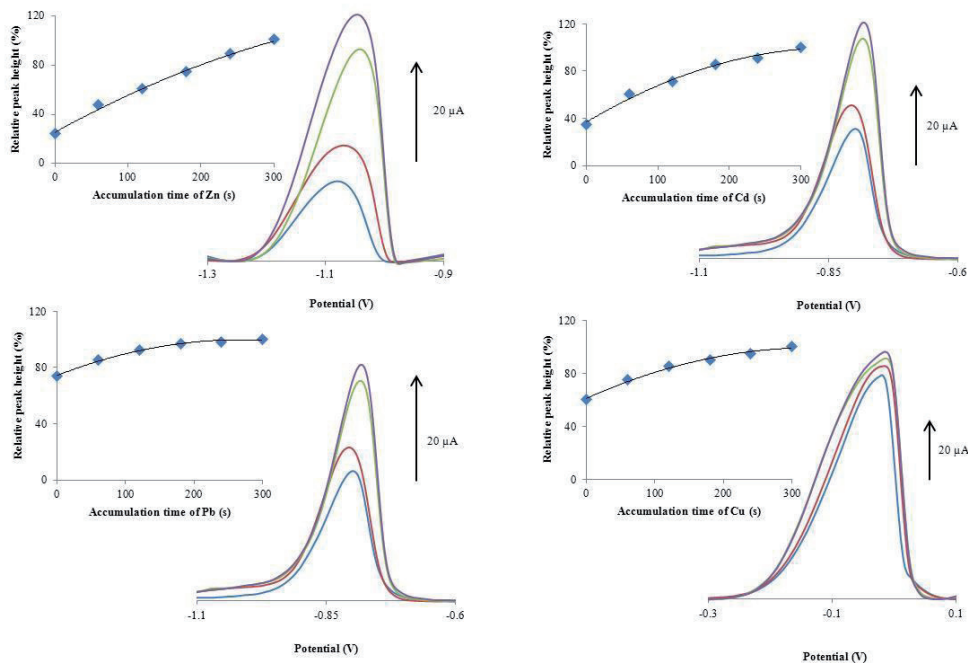 Relative peak height (%)
120
80
40
0
0 100 200 300
Accumulation time of Zn (s)
20 µA
-1.3 -1.1 -0.9
Potential (V)
Relative peak height (%)
120
80
40
0
0 100 200 300
Accumulation time of Cd (s)
20 µA
-1.1 -0.85 -0.6
Potential (V)
Relative peak height (%)
120
80
40
0
0 100 200 300
Accumulation time of Pb (s)
20 µA
-1.1 -0.85 -0.6
Potential (V)
Relative peak height (%)
120
80
40
0
0 100 200 300
Accumulation time of Cu (s)
20 µA
-0.3 -0.1 0.1
Potential (V)